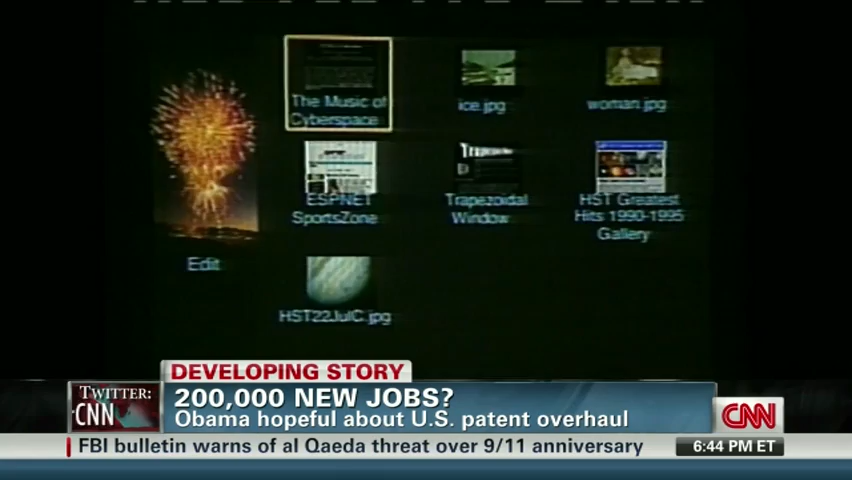 The Music of
Cyberspace
ice.jpg
woman.jpg
ESPNET
SportsZone
Trapezoidal
Window
HST Greatest
Hits 1990-1995
Gallery
Edit
HST22JulC.jpg
DEVELOPING STORY
TWITTER:
CNN
200,000 NEW JOBS?
Obama hopeful about U.S. patent overhaul
CNN
FBI bulletin warns of al Qaeda threat over 9/11 anniversary
6:44 PM ET